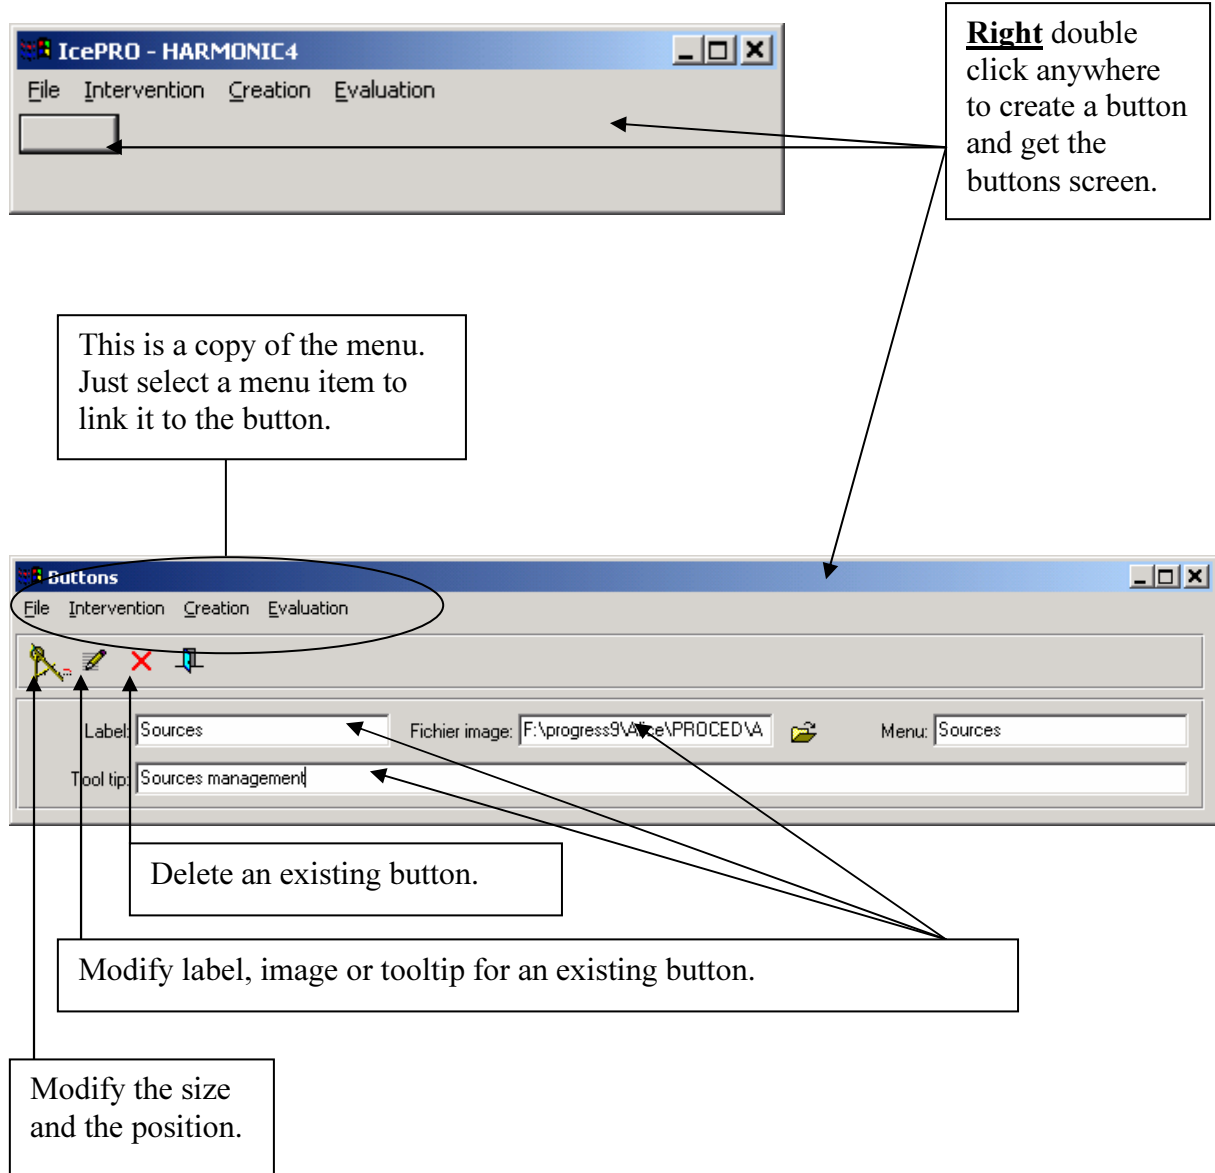 IcePRO - HARMONIC4
File Intervention Creation Evaluation
Right double
click anywhere
to create a button
and get the
buttons screen.
This is a copy of the menu.
Just select a menu item to
link it to the button.
Buttons
File Intervention Creation Evaluation
Label: Sources Fichier image: F:\progress9\Alice\PROCED\A Menu: Sources
Tool tip: Sources management
Delete an existing button.
Modify label, image or tooltip for an existing button.
Modify the size
and the position.